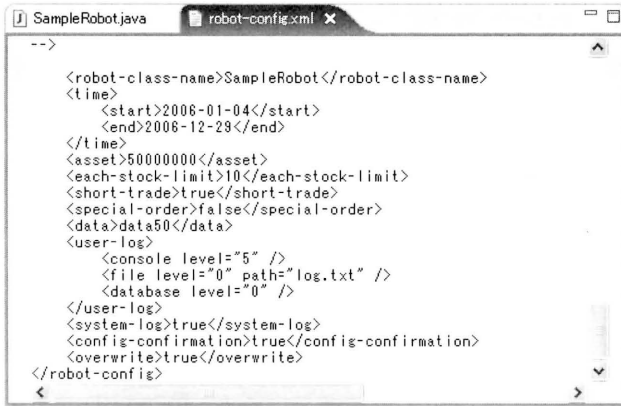 SampleRobot.java robot-config.xml
-->
<robot-class-name>SampleRobot</robot-class-name>
<time>
<start>2006-01-04</start>
<end>2006-12-29</end>
</time>
<asset>50000000</asset>
<each-stock-limit>10</each-stock-limit>
<short-trade>true</short-trade>
<special-order>false</special-order>
<data>data50</data>
<user-log>
<console level="5" />
<file level="0" path="log.txt" />
<database level="0" />
</user-log>
<system-log>true</system-log>
<config-confirmation>true</config-confirmation>
<overwrite>true</overwrite>
</robot-config>